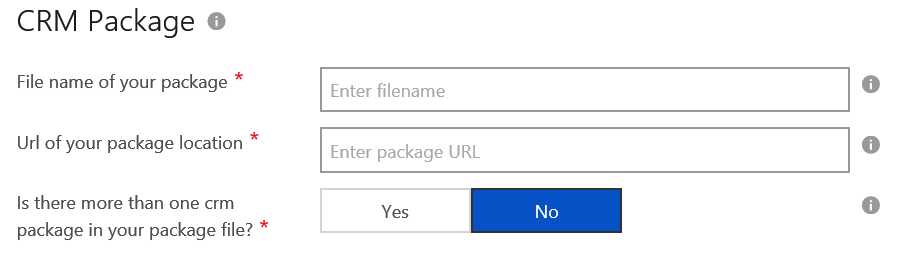 CRM Package
File name of your package *
Enter filename
Url of your package location *
Enter package URL
Is there more than one crm
package in your package file? *
Yes
No